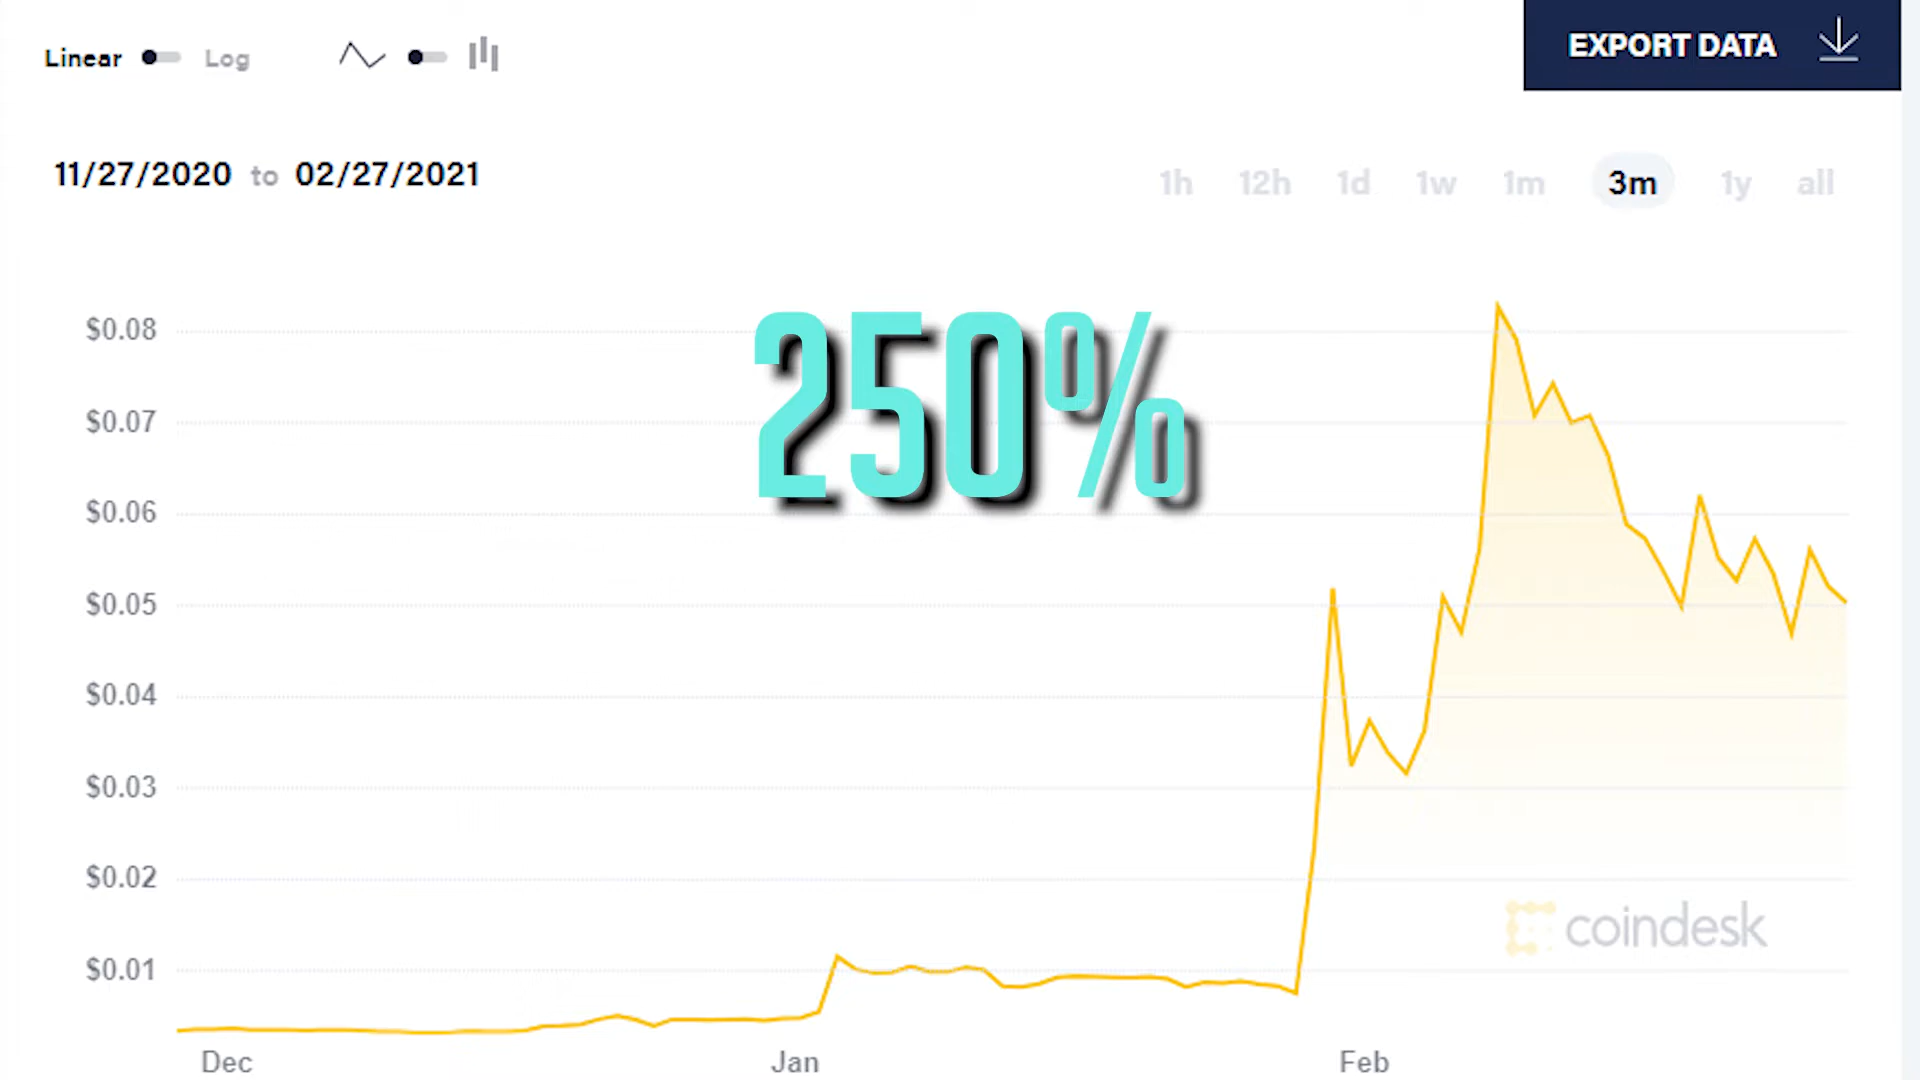 Linear Log
EXPORT DATA
11/27/2020 to 02/27/2021
1h 12h 1d 1w 1m 3m 1y all
250%
$0.08
$0.07
$0.06
$0.05
$0.04
$0.03
$0.02
$0.01
coindesk
Dec Jan Feb